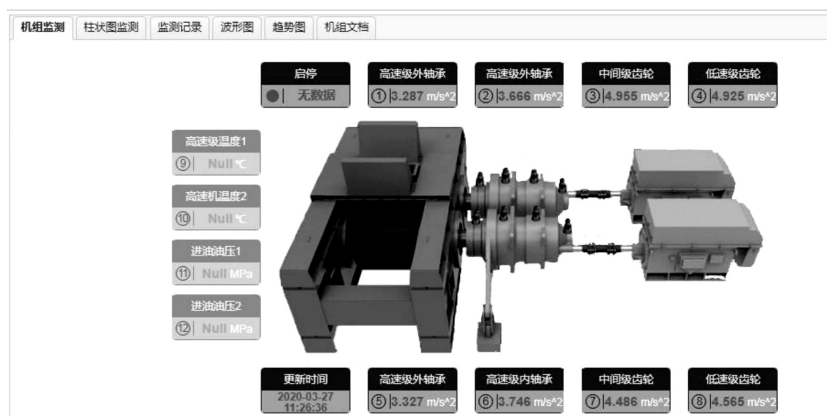 机组监测 柱状图监测 监测记录 波形图 趋势图 机组文档
启停 高速级外轴承 高速级外轴承 中间级齿轮 低速级齿轮
无数据 ①3.287 m/s^2 ②3.666 m/s^2 ③4.955 m/s^2 ④4.925 m/s^2
高速级温度1
⑨ Null ℃
高速机温度2
⑩ Null ℃
进油油压1
⑪ Null MPa
进油油压2
⑫ Null MPa
更新时间 高速级外轴承 高速级内轴承 中间级齿轮 低速级齿轮
2020-03-27
11:26:36 ⑤3.327 m/s^2 ⑥3.746 m/s^2 ⑦4.486 m/s^2 ⑧4.565 m/s^2